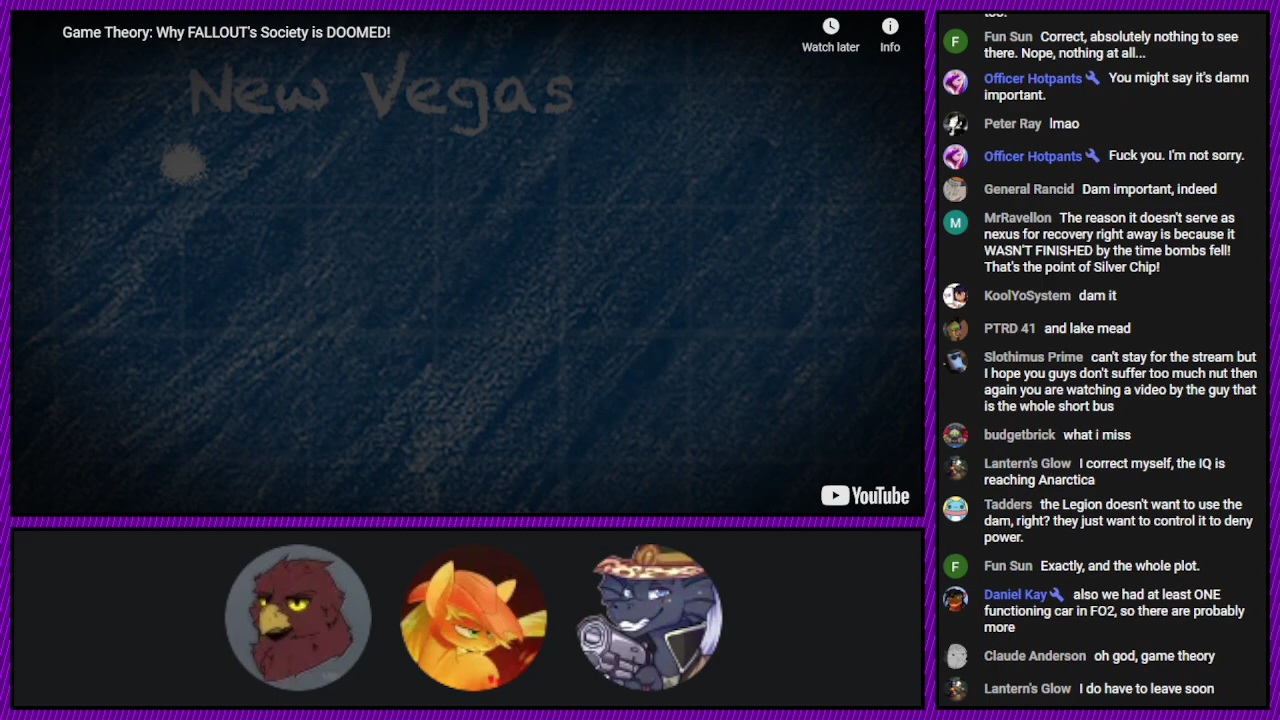 Game Theory: Why FALLOUT's Society is DOOMED!
Watch later
Info
New Vegas
YouTube
Fun Sun Correct, absolutely nothing to see
there. Nope, nothing at all...
Officer Hotpants You might say it's damn
important.
Peter Ray lmao
Officer Hotpants Fuck you. I'm not sorry.
General Rancid Dam important, indeed
M
MrRavellon The reason it doesn't serve as
nexus for recovery right away is because it
WASN'T FINISHED by the time bombs fell!
That's the point of Silver Chip!
KoolYoSystem dam it
PTRD 41 and lake mead
Slothimus Prime can't stay for the stream but
I hope you guys don't suffer too much nut then
again you are watching a video by the guy that
is the whole short bus
budgetbrick what i miss
Lantern's Glow I correct myself, the IQ is
reaching Anarctica
Tadders the Legion doesn't want to use the
dam, right? they just want to control it to deny
power.
F
Fun Sun Exactly, and the whole plot.
Daniel Kay also we had at least ONE
functioning car in FO2, so there are probably
more
Claude Anderson oh god, game theory
Lantern's Glow I do have to leave soon